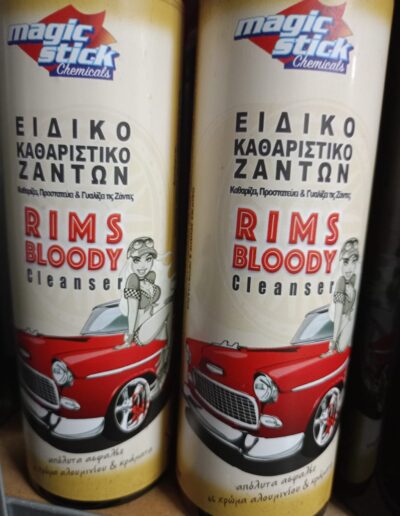 magic
stick
Chemicals
ΕΙΔΙΚΟ
ΚΑΘΑΡΙΣΤΙΚΟ
ΖΑΝΤΩΝ
Καθαρίζει, Προστατεύει & Γυαλίζει τις Ζάντες
RIMS
BLOODY
Cleanser
απόλυτα ασφαλές
σε χρώμα αλουμινίου & χρώματα
magic
stick
Chemicals
ΕΙΔΙΚΟ
ΚΑΘΑΡΙΣΤΙΚΟ
ΖΑΝΤΩΝ
Καθαρίζει, Προστατεύει & Γυαλίζει τις Ζάντες
RIMS
BLOODY
Cleanser
απόλυτα ασφαλές
σε χρώμα αλουμινίου &